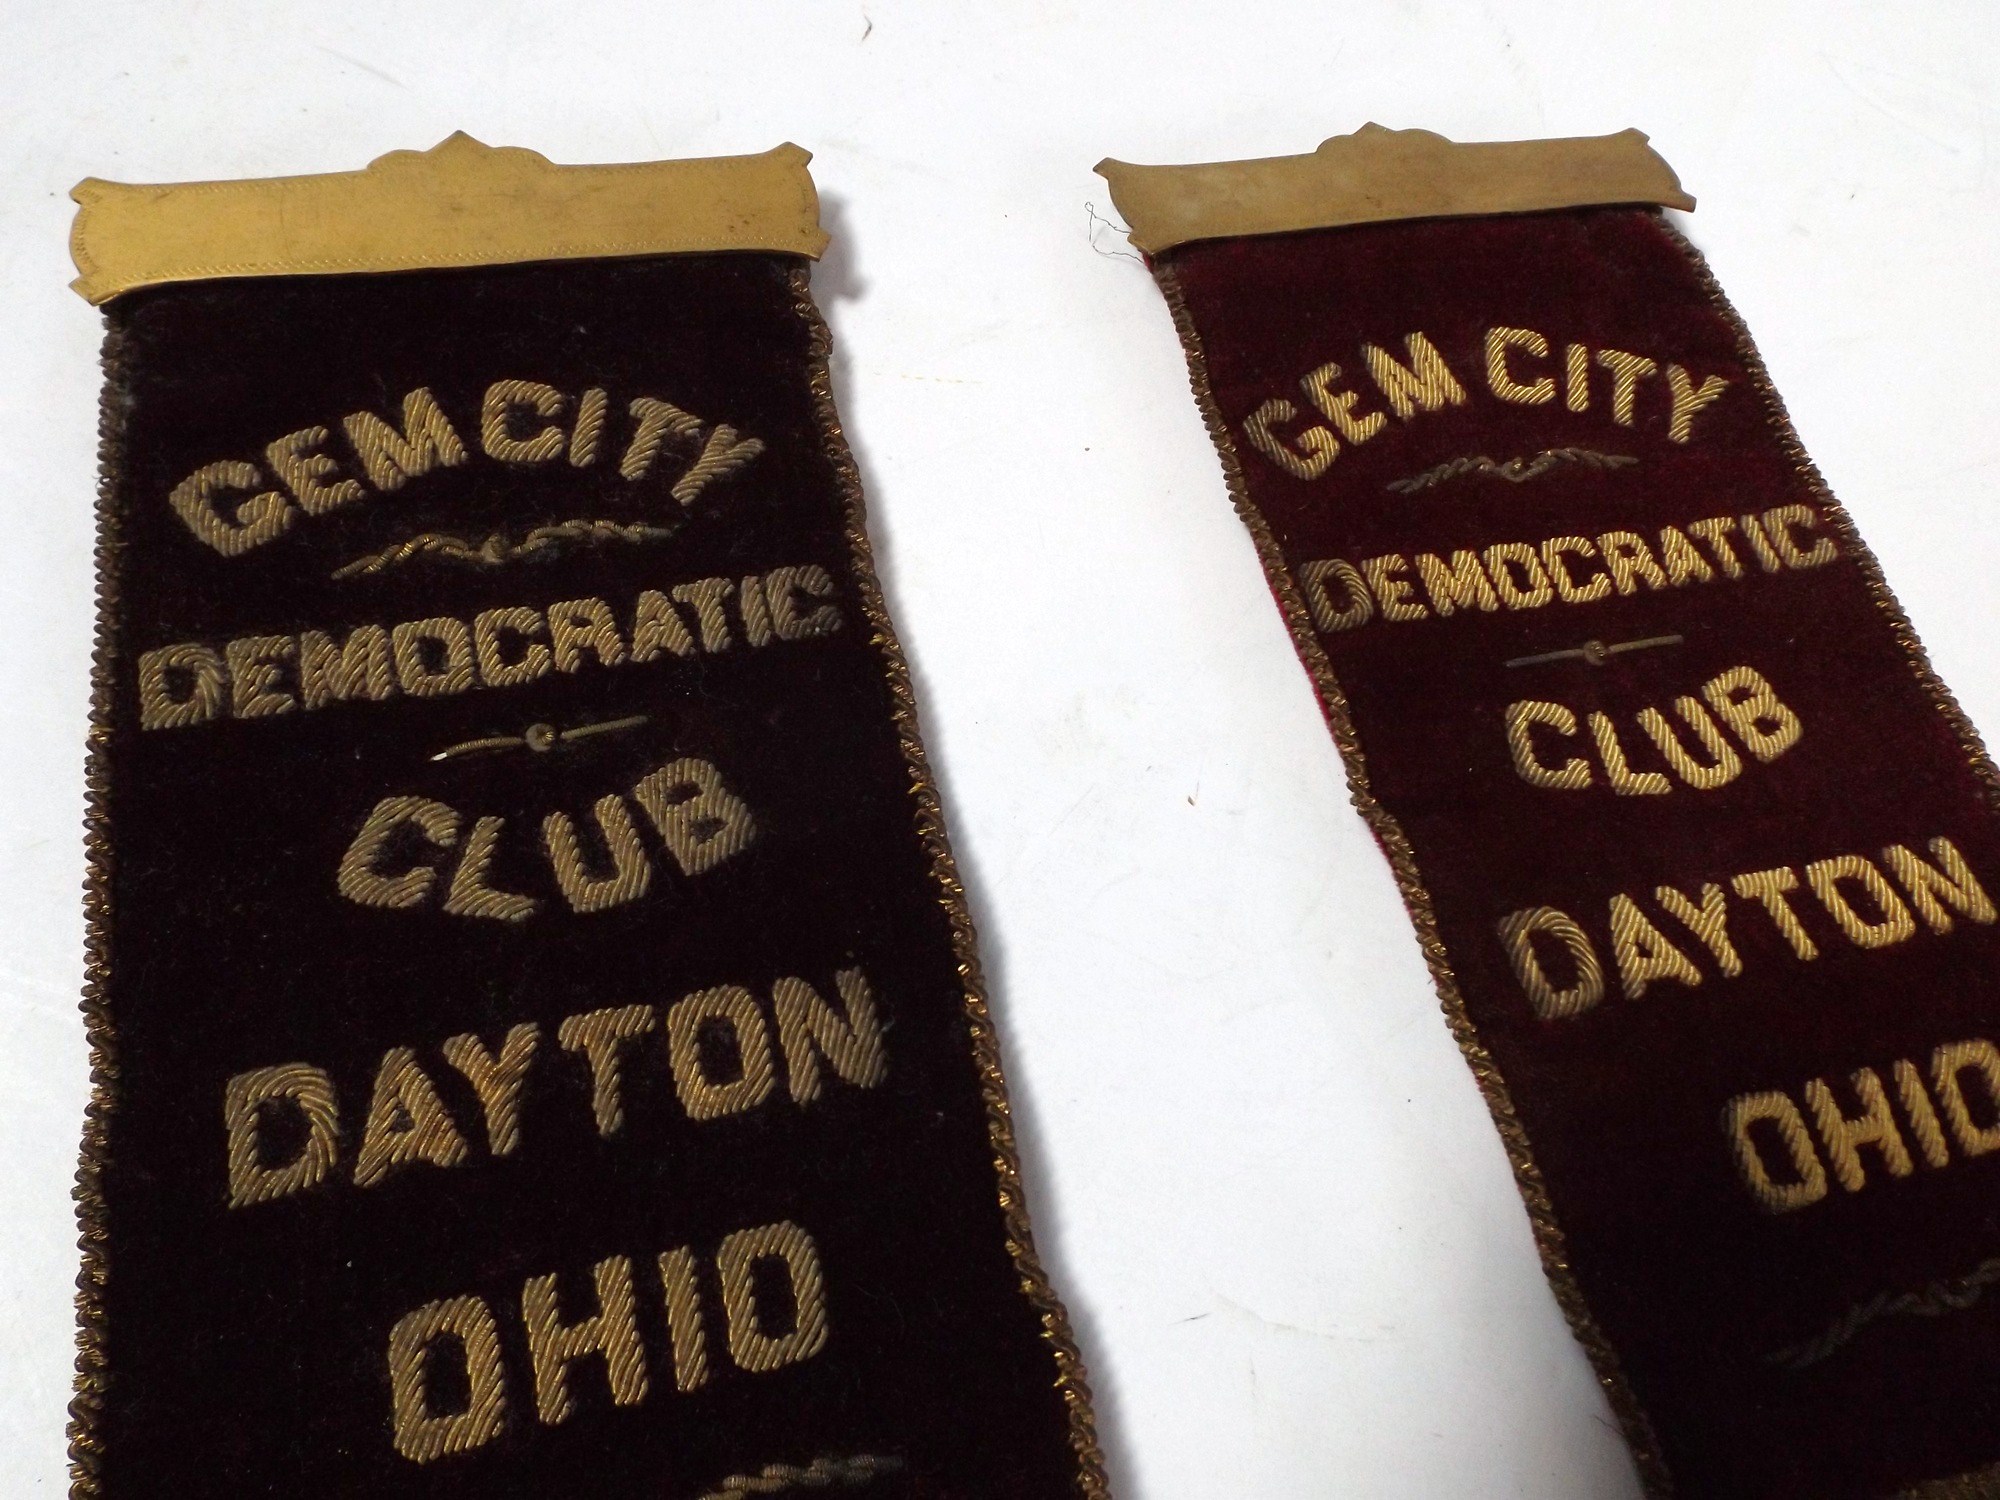 GEM CITY
DEMOCRATIC
CLUB
DAYTON
OHIO
GEM CITY
DEMOCRATIC
CLUB
DAYTON
OHIO